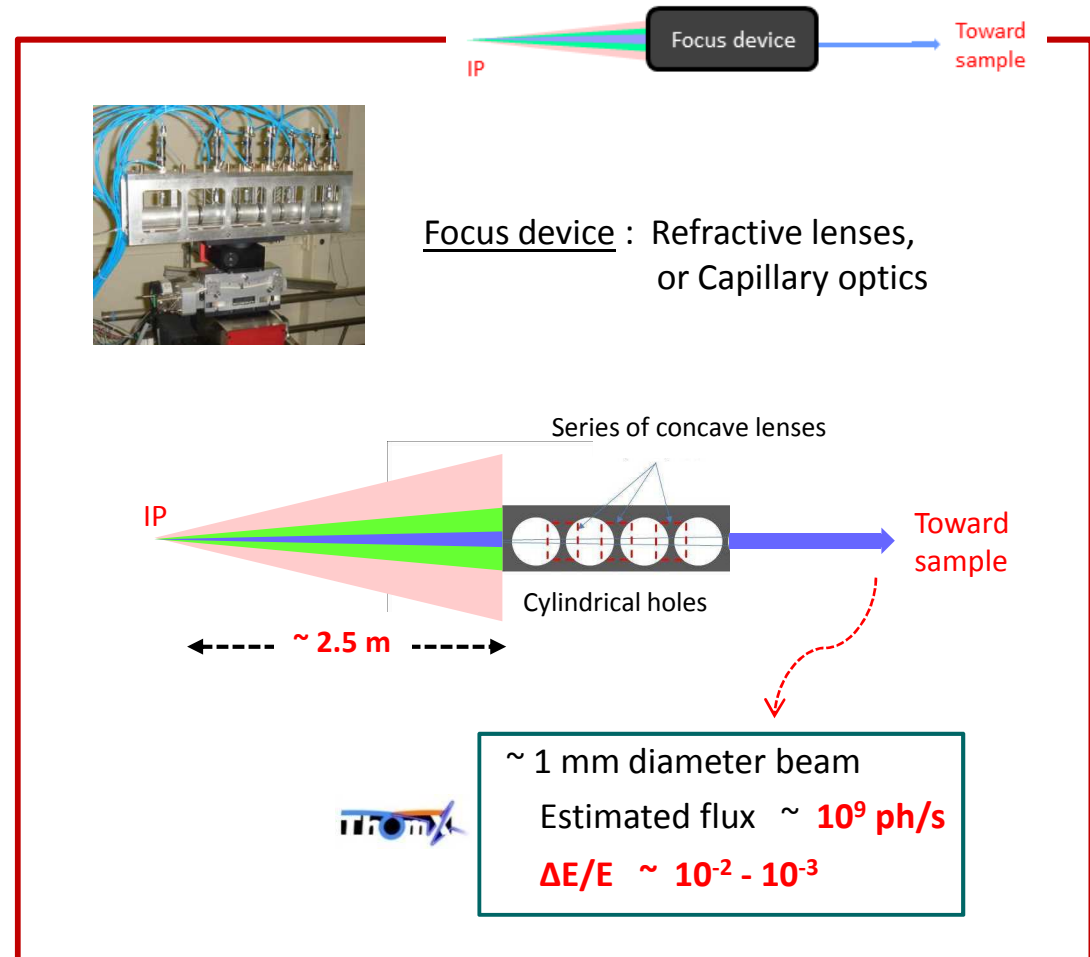 Focus device
IP
Toward
sample
Focus device : Refractive lenses,
or Capillary optics
Series of concave lenses
IP
Toward
sample
Cylindrical holes
~ 2.5 m
~ 1 mm diameter beam
Estimated flux ~ 10⁹ ph/s
ΔE/E ~ 10⁻² - 10⁻³
ThomX